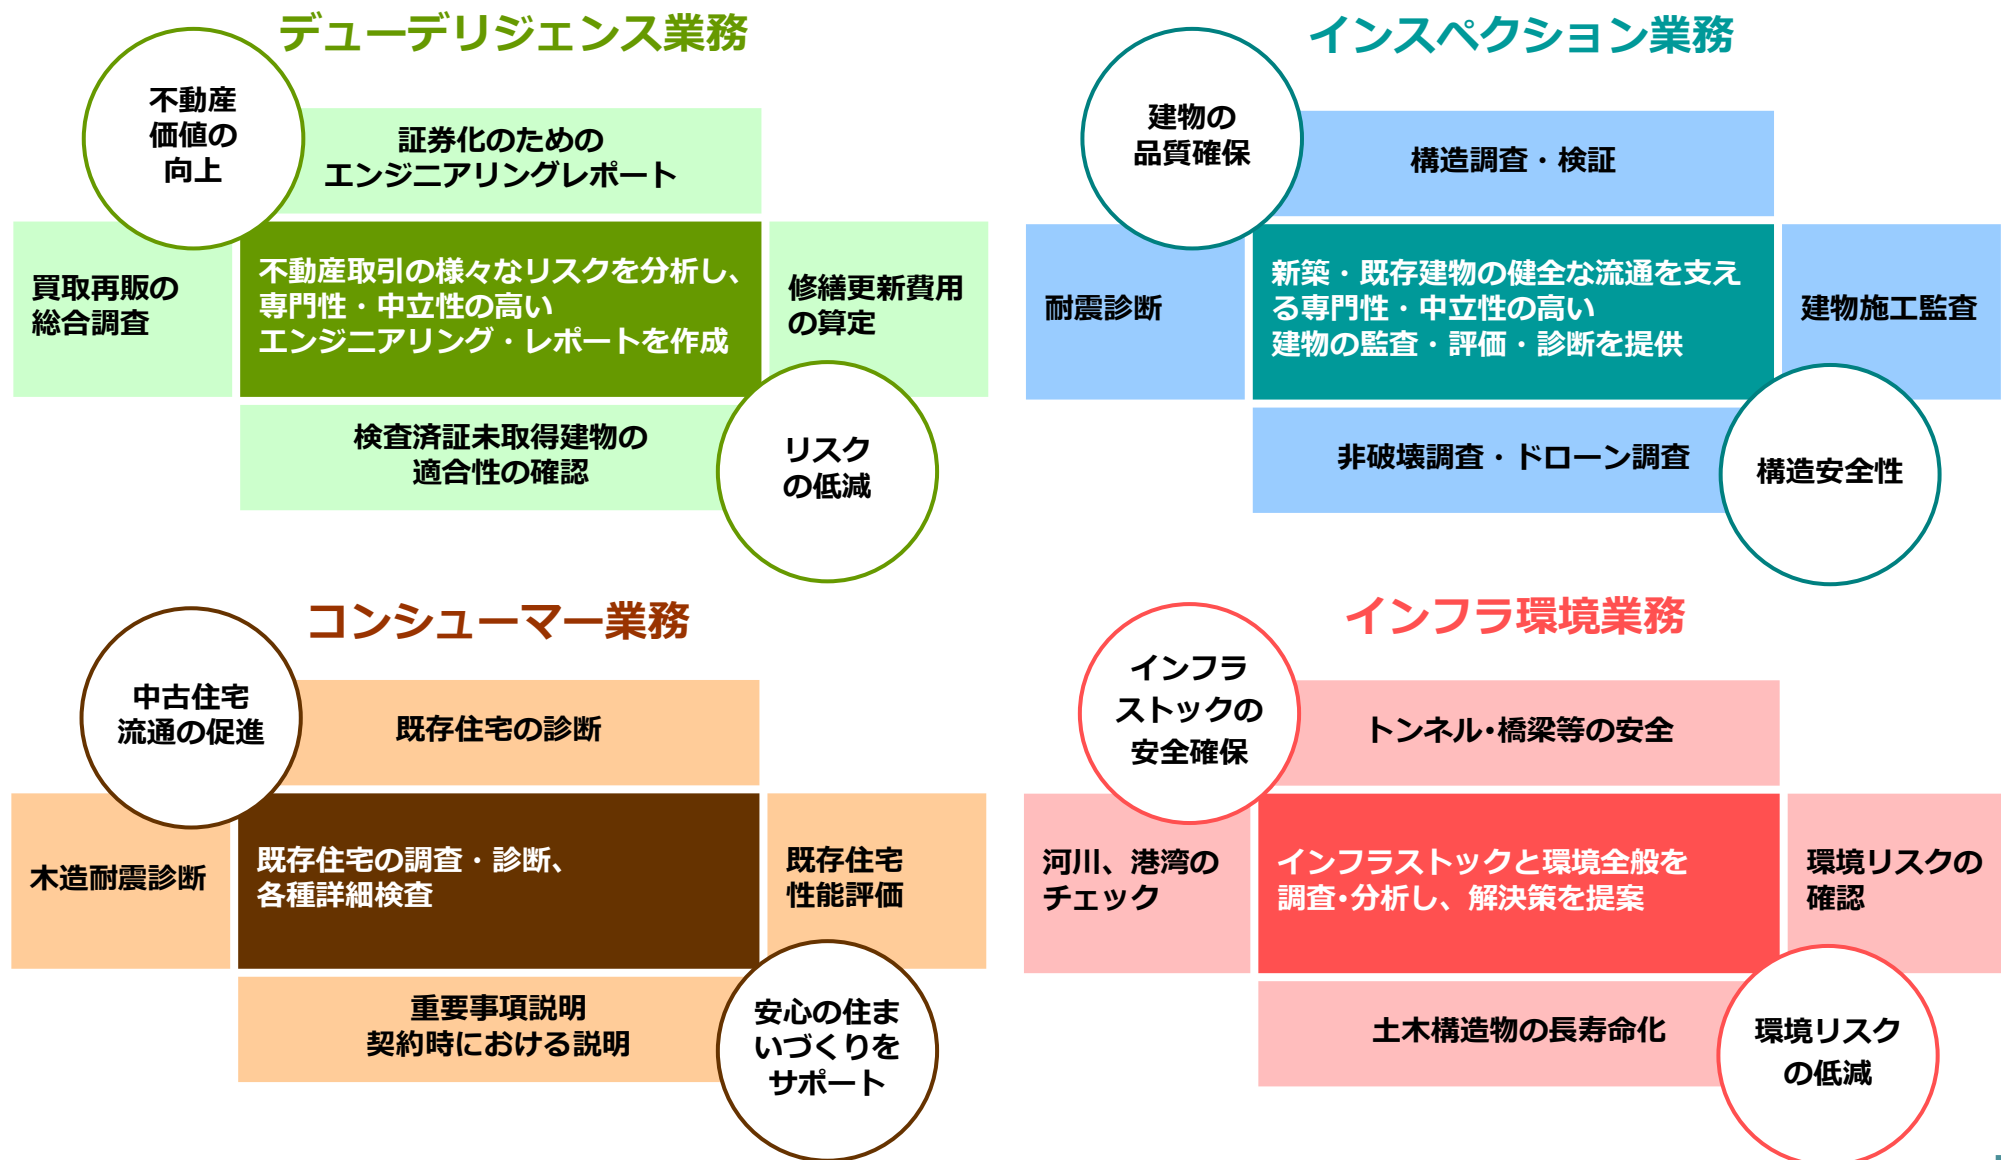 デューデリジェンス業務
不動産
価値の
向上
証券化のための
エンジニアリングレポート
買取再販の
総合調査
不動産取引の様々なリスクを分析し、
専門性・中立性の高い
エンジニアリング・レポートを作成
修繕更新費用
の算定
検査済証未取得建物の
適合性の確認
リスク
の低減
インスペクション業務
建物の
品質確保
構造調査・検証
耐震診断
新築・既存建物の健全な流通を支え
る専門性・中立性の高い
建物の監査・評価・診断を提供
建物施工監査
非破壊調査・ドローン調査
構造安全性
コンシューマー業務
中古住宅
流通の促進
既存住宅の診断
木造耐震診断
既存住宅の調査・診断、
各種詳細検査
既存住宅
性能評価
重要事項説明
契約時における説明
安心の住ま
いづくりを
サポート
インフラ環境業務
インフラ
ストックの
安全確保
トンネル･橋梁等の安全
河川、港湾の
チェック
インフラストックと環境全般を
調査･分析し、解決策を提案
環境リスクの
確認
土木構造物の長寿命化
環境リスク
の低減